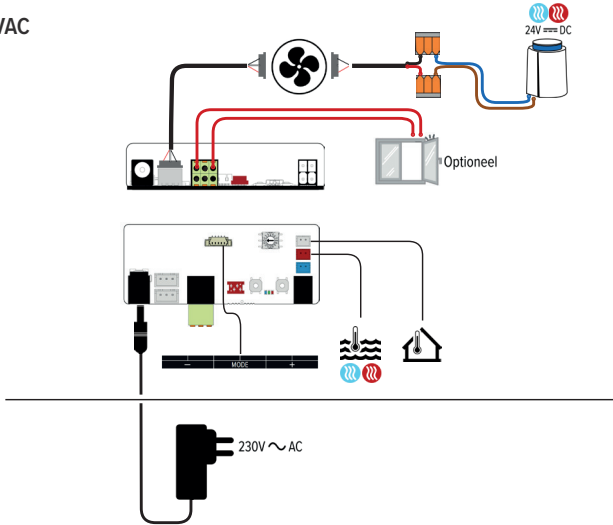 VAC
24V ⎓ DC
Optioneel
− MODE +
230V ∼ AC